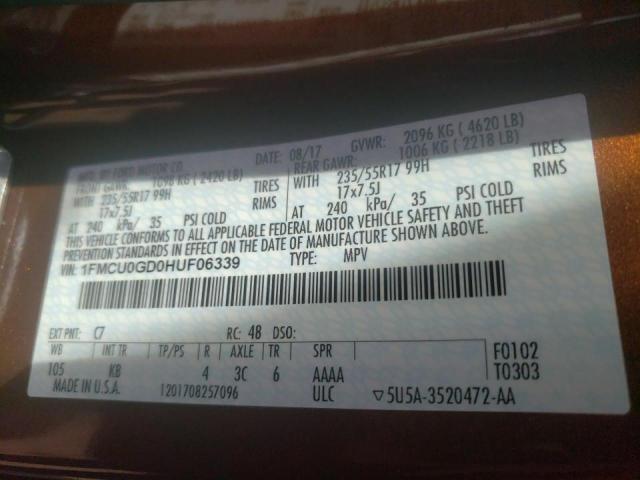 MFD. BY FORD MOTOR CO.
DATE: 08/17 GVWR: 2096 KG ( 4620 LB)
FRONT GAWR: 1098 KG ( 2420 LB) REAR GAWR: 1006 KG ( 2218 LB)
WITH 235/55R17 99H TIRES WITH 235/55R17 99H TIRES
17x7.5J RIMS 17x7.5J RIMS
AT 240 kPa/ 35 PSI COLD AT 240 kPa/ 35 PSI COLD
THIS VEHICLE CONFORMS TO ALL APPLICABLE FEDERAL MOTOR VEHICLE SAFETY AND THEFT
PREVENTION STANDARDS IN EFFECT ON THE DATE OF MANUFACTURE SHOWN ABOVE.
VIN: 1FMCU0GD0HUF06339 TYPE: MPV
EXT PNT: C7 RC: 48 DSO:
WB INT TR TP/PS R AXLE TR SPR F0102
105 KB 4 3C 6 AAAA T0303
MADE IN U.S.A. 1201708257096 ULC ▽5U5A-3520472-AA